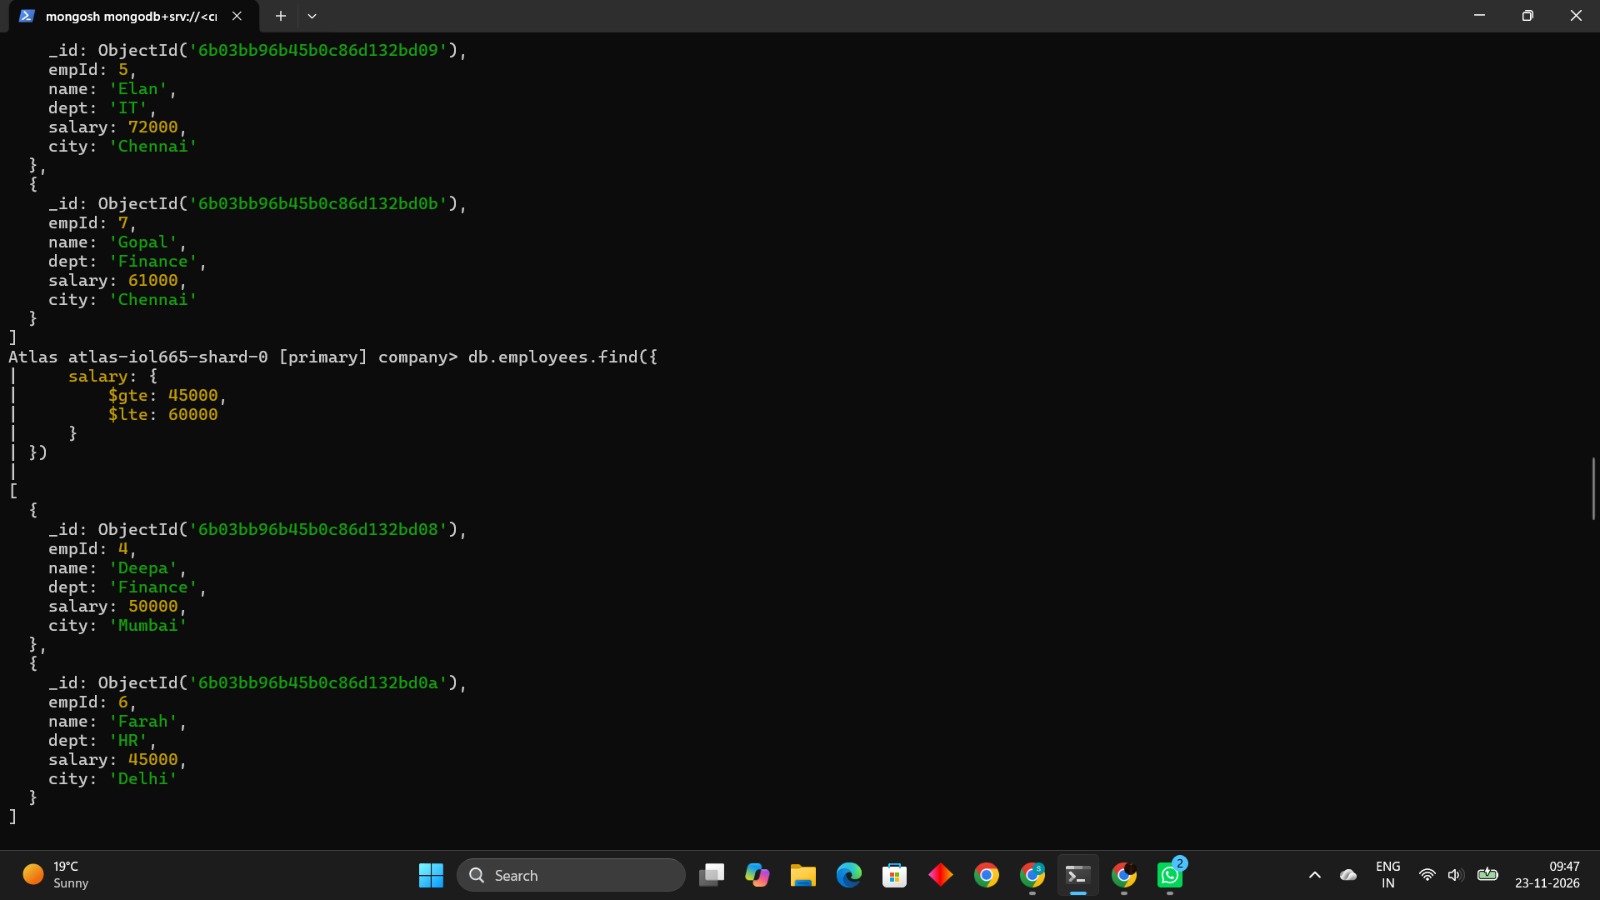 mongosh mongodb+srv://<cr
_id: ObjectId('6b03bb96b45b0c86d132bd09'),
empId: 5,
name: 'Elan',
dept: 'IT',
salary: 72000,
city: 'Chennai'
},
{
_id: ObjectId('6b03bb96b45b0c86d132bd0b'),
empId: 7,
name: 'Gopal',
dept: 'Finance',
salary: 61000,
city: 'Chennai'
}
]
Atlas atlas-iol665-shard-0 [primary] company> db.employees.find({
|     salary: {
|         $gte: 45000,
|         $lte: 60000
|     }
| })
|
[
{
_id: ObjectId('6b03bb96b45b0c86d132bd08'),
empId: 4,
name: 'Deepa',
dept: 'Finance',
salary: 50000,
city: 'Mumbai'
},
{
_id: ObjectId('6b03bb96b45b0c86d132bd0a'),
empId: 6,
name: 'Farah',
dept: 'HR',
salary: 45000,
city: 'Delhi'
}
]
19°C
Sunny
Search
2
ENG
IN
09:47
23-11-2026